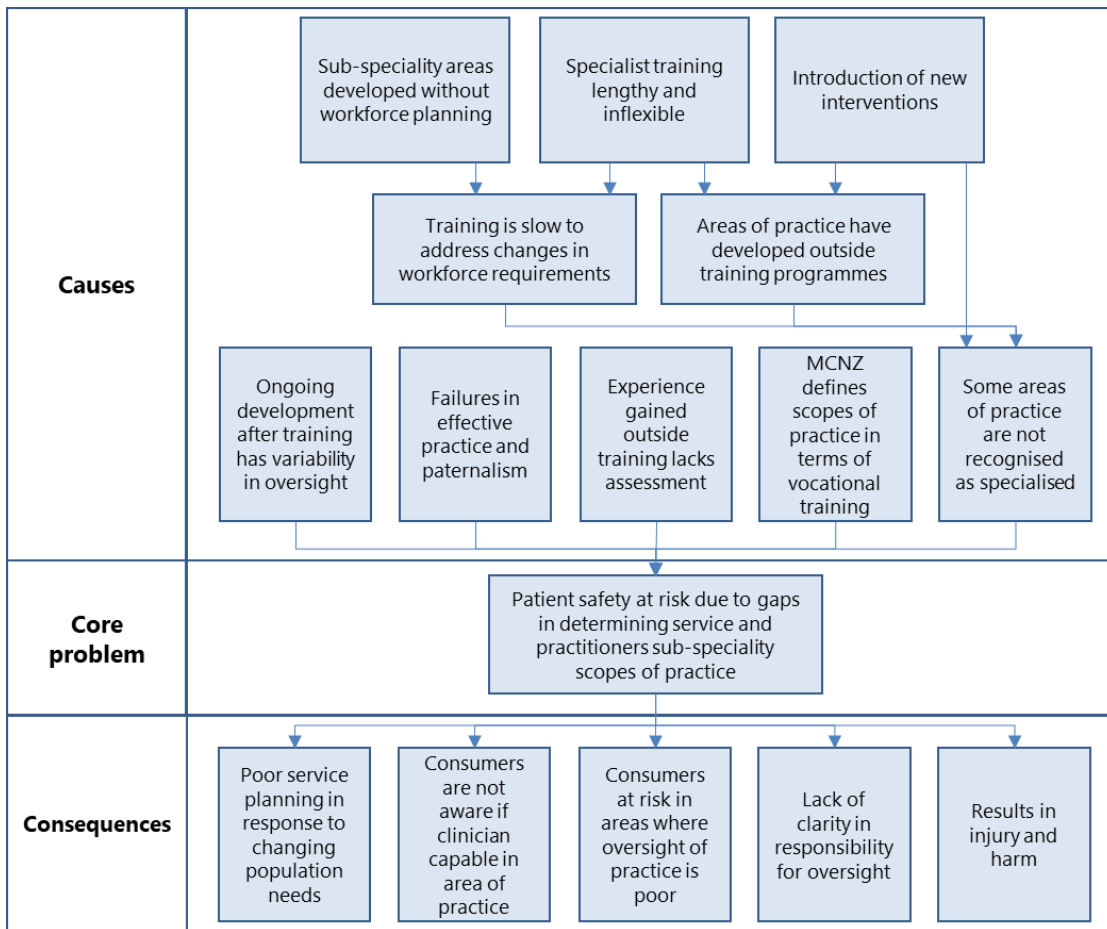 Sub-speciality areas
developed without
workforce planning
Specialist training
lengthy and
inflexible
Introduction of new
interventions
Training is slow to
address changes in
workforce requirements
Areas of practice have
developed outside
training programmes
Causes
Ongoing
development
after training
has variability
in oversight
Failures in
effective
practice and
paternalism
Experience
gained
outside
training lacks
assessment
MCNZ
defines
scopes of
practice in
terms of
vocational
training
Some areas
of practice
are not
recognised
as specialised
Core
problem
Patient safety at risk due to gaps
in determining service and
practitioners sub-speciality
scopes of practice
Consequences
Poor service
planning in
response to
changing
population
needs
Consumers
are not
aware if
clinician
capable in
area of
practice
Consumers
at risk in
areas where
oversight of
practice is
poor
Lack of
clarity in
responsibility
for oversight
Results in
injury and
harm